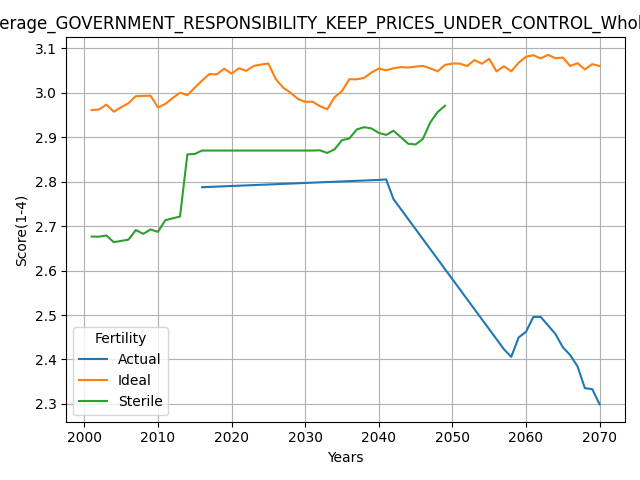 erage_GOVERNMENT_RESPONSIBILITY_KEEP_PRICES_UNDER_CONTROL_Whol
3.1
3.0
2.9
2.8
2.7
2.6
2.5
2.4
2.3
Score(1-4)
Fertility
Actual
Ideal
Sterile
2000 2010 2020 2030 2040 2050 2060 2070
Years